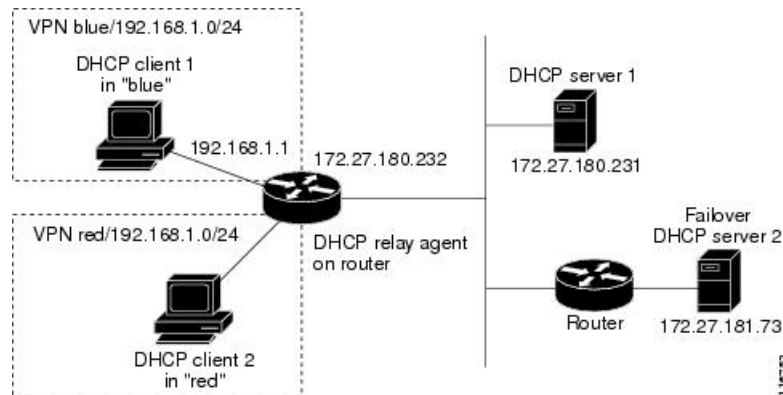 VPN blue/192.168.1.0/24
DHCP client 1
in "blue"
192.168.1.1
172.27.180.232
DHCP server 1
172.27.180.231
VPN red/192.168.1.0/24
DHCP relay agent
on router
Failover
DHCP server 2
Router
172.27.181.73
DHCP client 2
in "red"